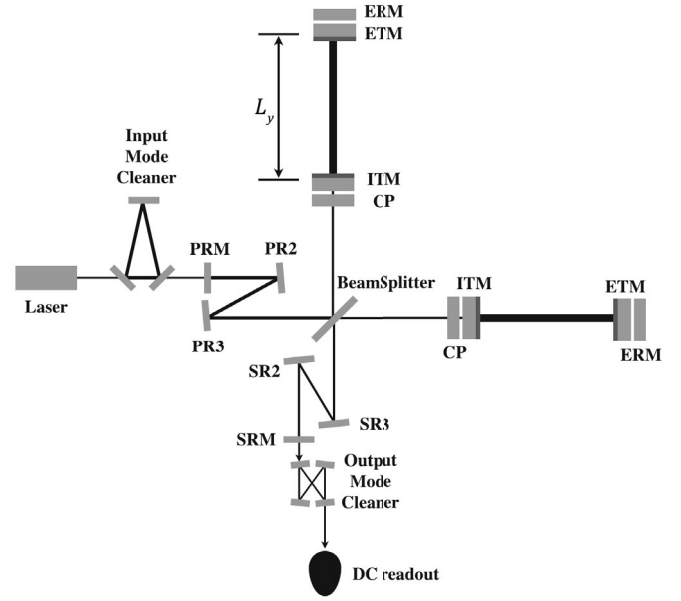 ERM
ETM
Ly
ITM
CP
Input
Mode
Cleaner
PRM
PR2
Laser
PR3
BeamSplitter
ITM
ETM
CP
ERM
SR2
SR3
SRM
Output
Mode
Cleaner
DC readout